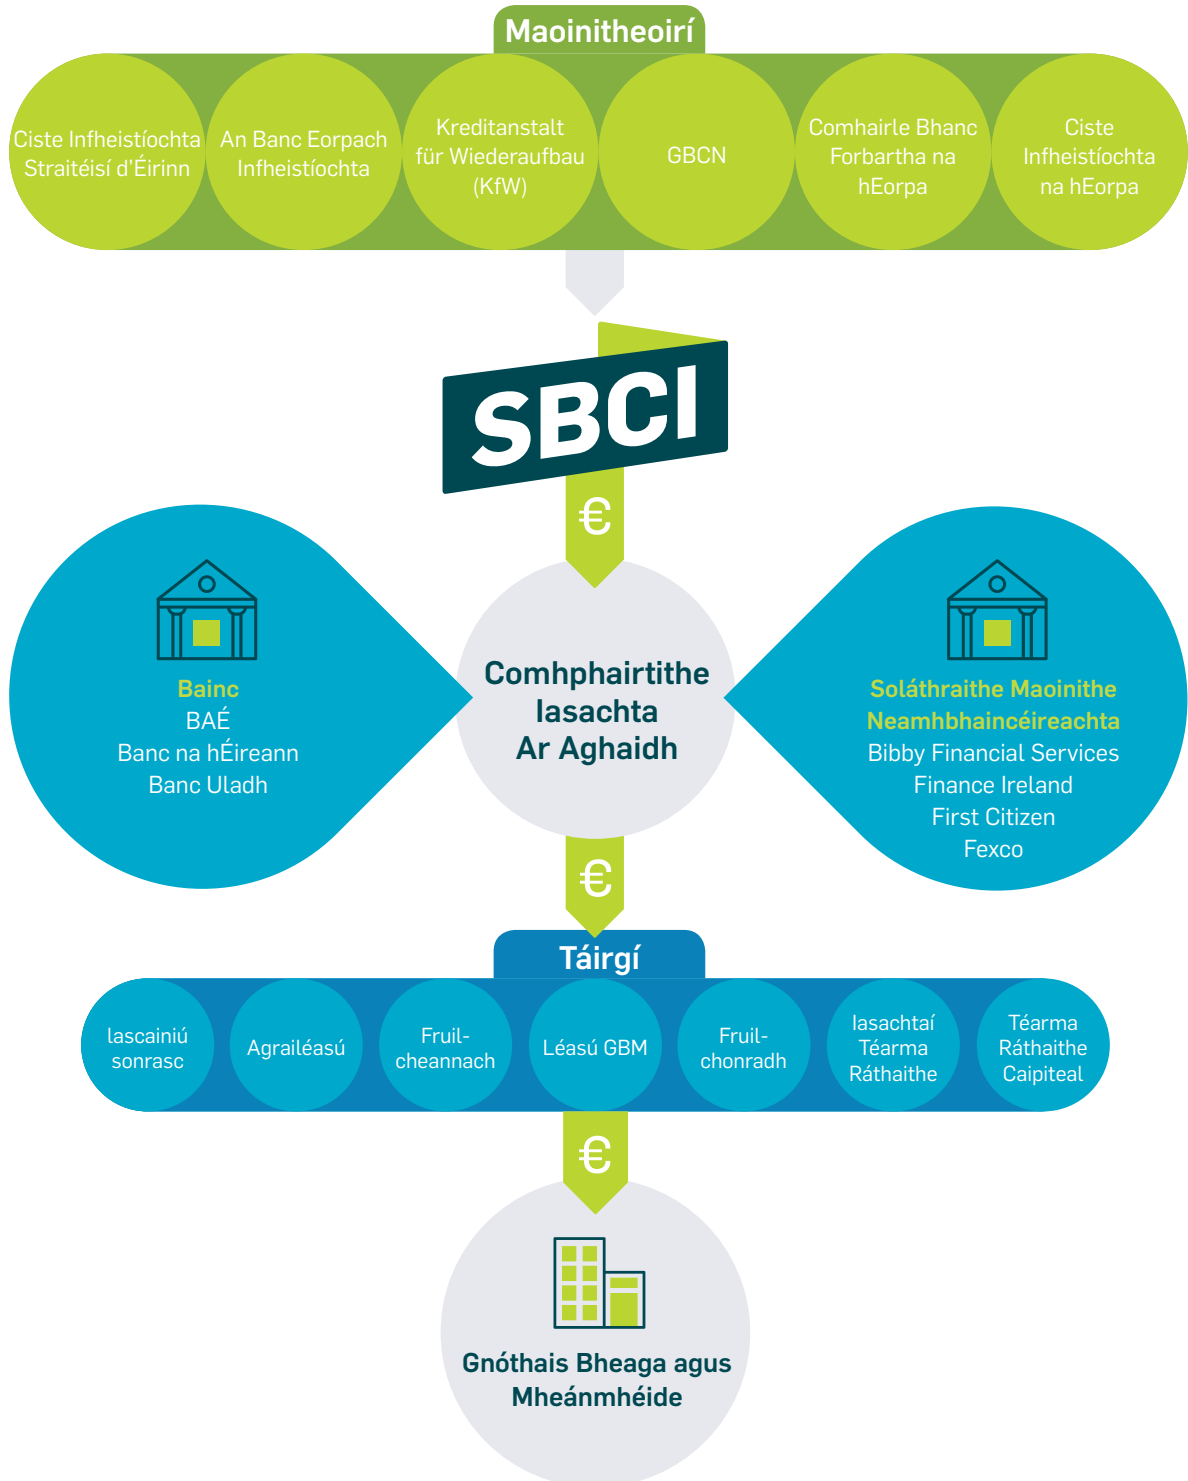 Maoinitheoirí
Ciste Infheistíochta
Straitéisí d'Éirinn
An Banc Eorpach
Infheistíochta
Kreditanstalt
für Wiederaufbau
(KfW)
GBCN
Comhairle Bhanc
Forbartha na
hEorpa
Ciste
Infheistíochta
na hEorpa
SBCI
€
Bainc
BAÉ
Banc na hÉireann
Banc Uladh
Comhphairtithe
Iasachta
Ar Aghaidh
Soláthraithe Maoinithe
Neamhbhaincéireachta
Bibby Financial Services
Finance Ireland
First Citizen
Fexco
€
Táirgí
Iascainiú
sonrasc
Agrailéasú
Fruil-
cheannach
Léasú GBM
Fruil-
chonradh
Iasachtaí
Téarma
Ráthaithe
Téarma
Ráthaithe
Caipiteal
€
Gnóthais Bheaga agus
Mheánmhéide